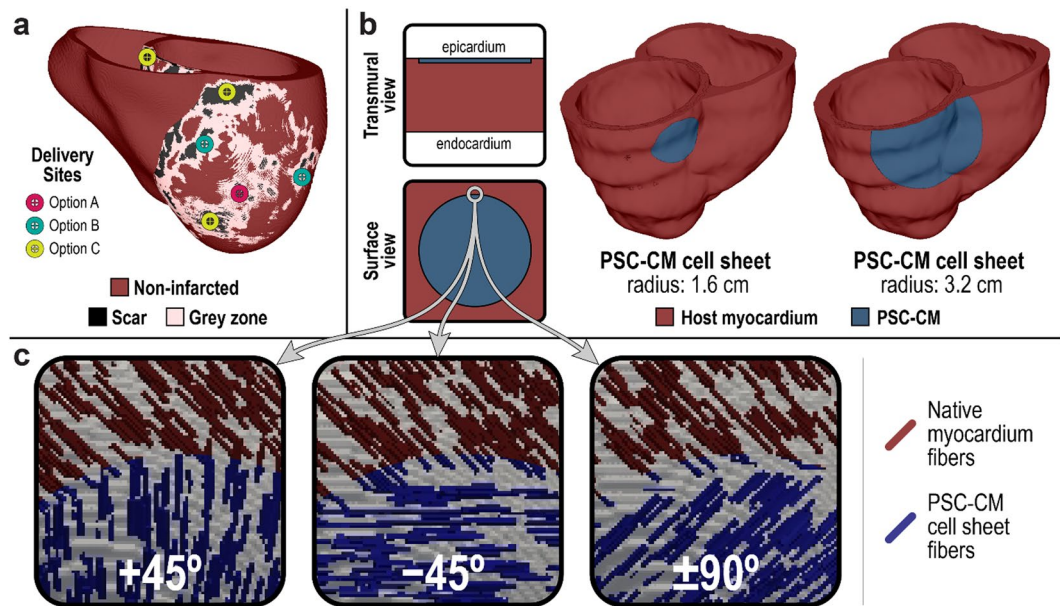 a
Delivery
Sites
Option A
Option B
Option C
Non-infarcted
Scar
Grey zone
b
Transmural
view
epicardium
endocardium
Surface
view
PSC-CM cell sheet
radius: 1.6 cm
PSC-CM cell sheet
radius: 3.2 cm
Host myocardium
PSC-CM
c
+45º
−45º
±90º
Native
myocardium
fibers
PSC-CM
cell sheet
fibers